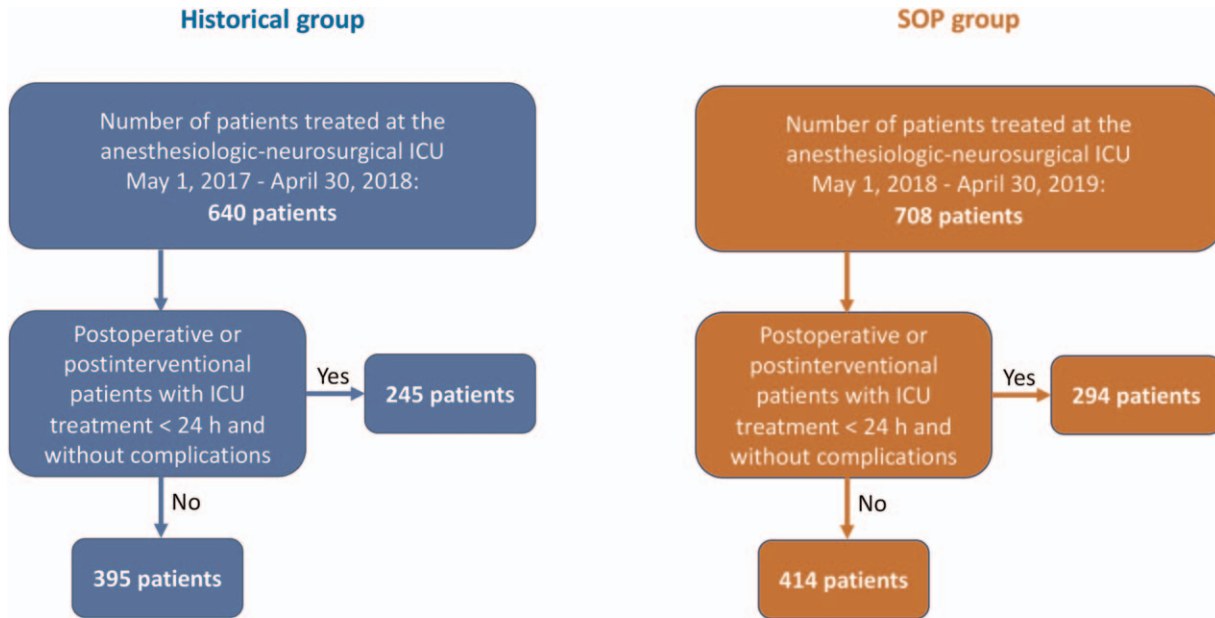 Historical group
Number of patients treated at the
anesthesiologic-neurosurgical ICU
May 1, 2017 - April 30, 2018:
640 patients
Postoperative or
postinterventional
patients with ICU
treatment < 24 h and
without complications
Yes
245 patients
No
395 patients
SOP group
Number of patients treated at the
anesthesiologic-neurosurgical ICU
May 1, 2018 - April 30, 2019:
708 patients
Postoperative or
postinterventional
patients with ICU
treatment < 24 h and
without complications
Yes
294 patients
No
414 patients